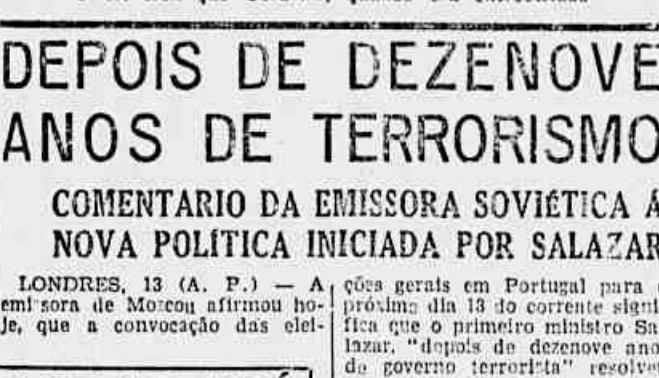 DEPOIS DE DEZENOVE
ANOS DE TERRORISMO
COMENTARIO DA EMISSORA SOVIÉTICA Á
NOVA POLÍTICA INICIADA POR SALAZAR
LONDRES, 13 (A. P.) — A
emissora de Moscou afirmou ho-
je, que a convocação das elei-
ções gerais em Portugal para
próximo dia 13 do corrente signi
fica que o primeiro ministro Sa
lazar, "depois de dezenove ano
de governo terrorista" resolve